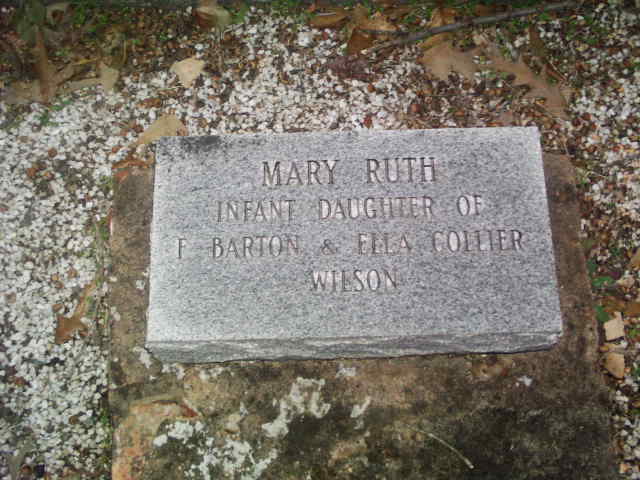 MARY RUTH
INFANT DAUGHTER OF
F BARTON & ELLA COLLIER
WILSON